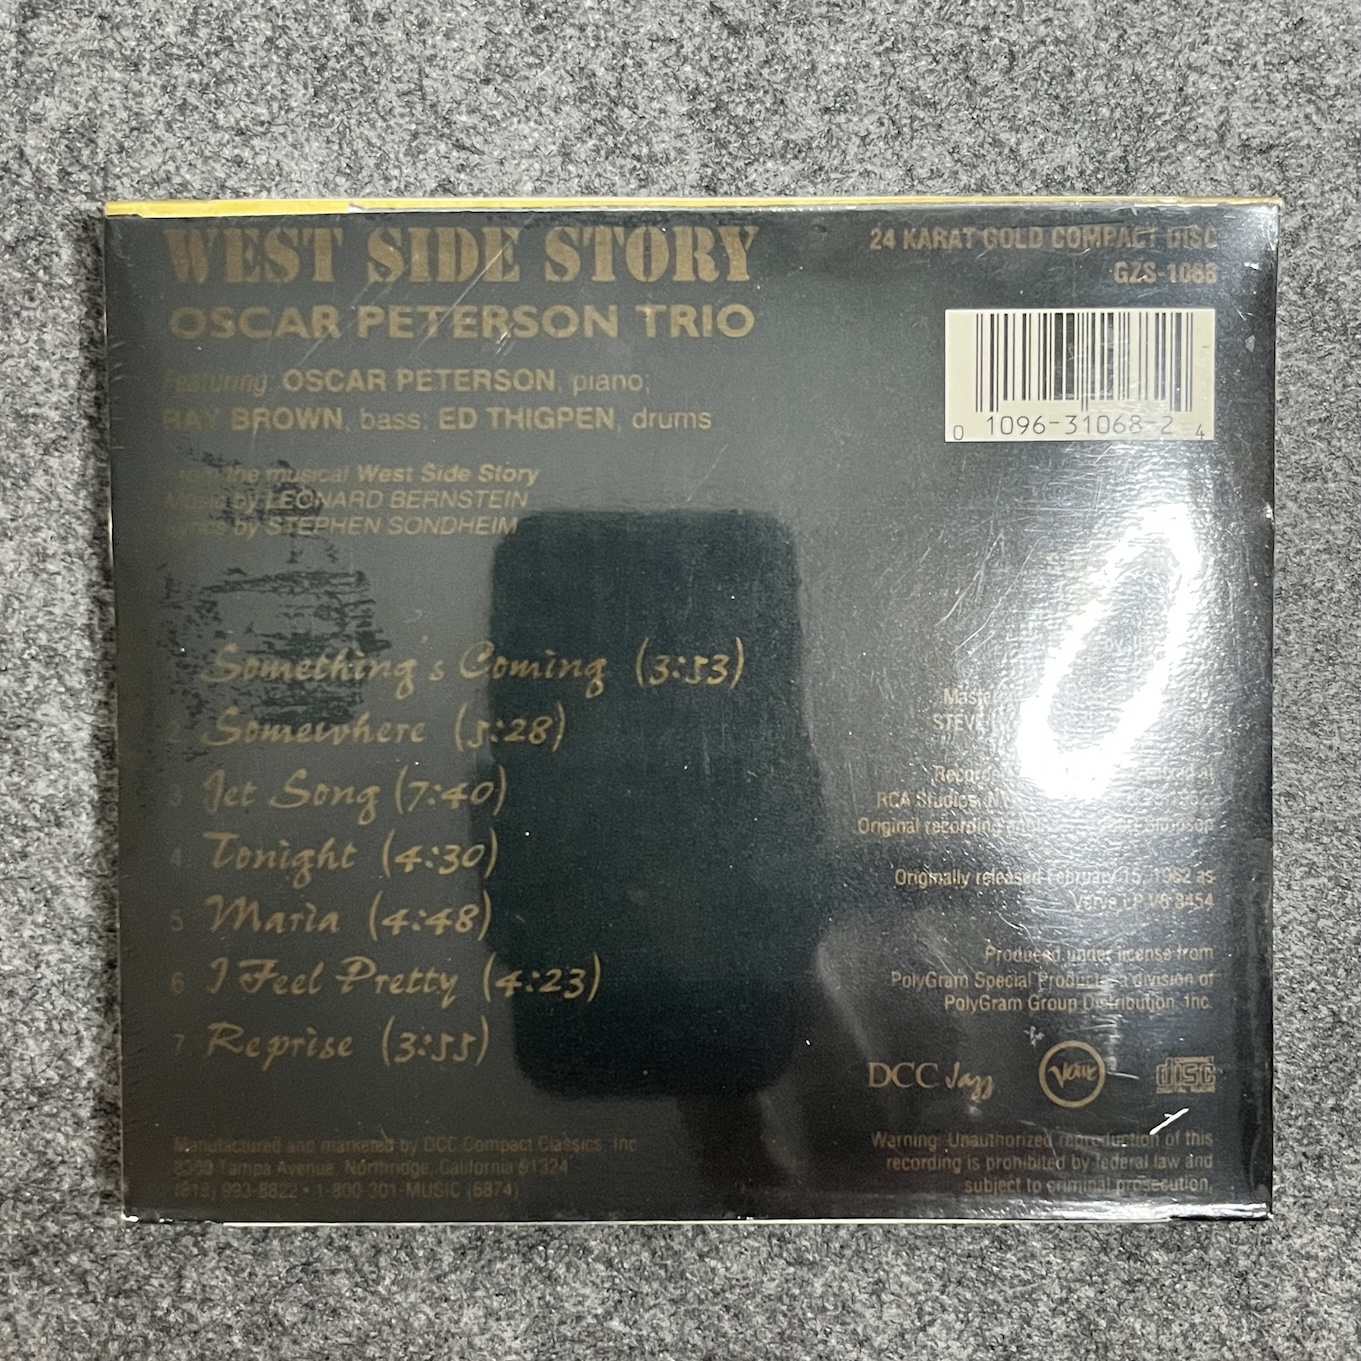 WEST SIDE STORY
OSCAR PETERSON TRIO
Featuring: OSCAR PETERSON, piano;
RAY BROWN, bass; ED THIGPEN, drums
the musical West Side Story
Music by LEONARD BERNSTEIN
Lyrics by STEPHEN SONDHEIM
Something's Coming (3:53)
2 Somewhere (5:28)
3 Jet Song (7:40)
4 Tonight (4:30)
5 Maria (4:48)
6 I Feel Pretty (4:23)
7 Reprise (3:55)
Manufactured and marketed by DCC Compact Classics, Inc
Tampa Avenue, Northridge, California 91324
(818) 993-8822 • 1-800-301-MUSIC (6874)
24 KARAT GOLD COMPACT DISC
GZS-1068
0 1096-31068-2 4
STEVE
RCA Studios,
Original recording
Originally released February 15, 1962 as
Verve LP V6 8454
Produced under license from
PolyGram Special Products, a division of
PolyGram Group Distribution, Inc.
DCC Jazz
Verve
COMPACT
disc
DIGITAL AUDIO
Warning: Unauthorized reproduction of this
recording is prohibited by federal law and
subject to criminal prosecution.